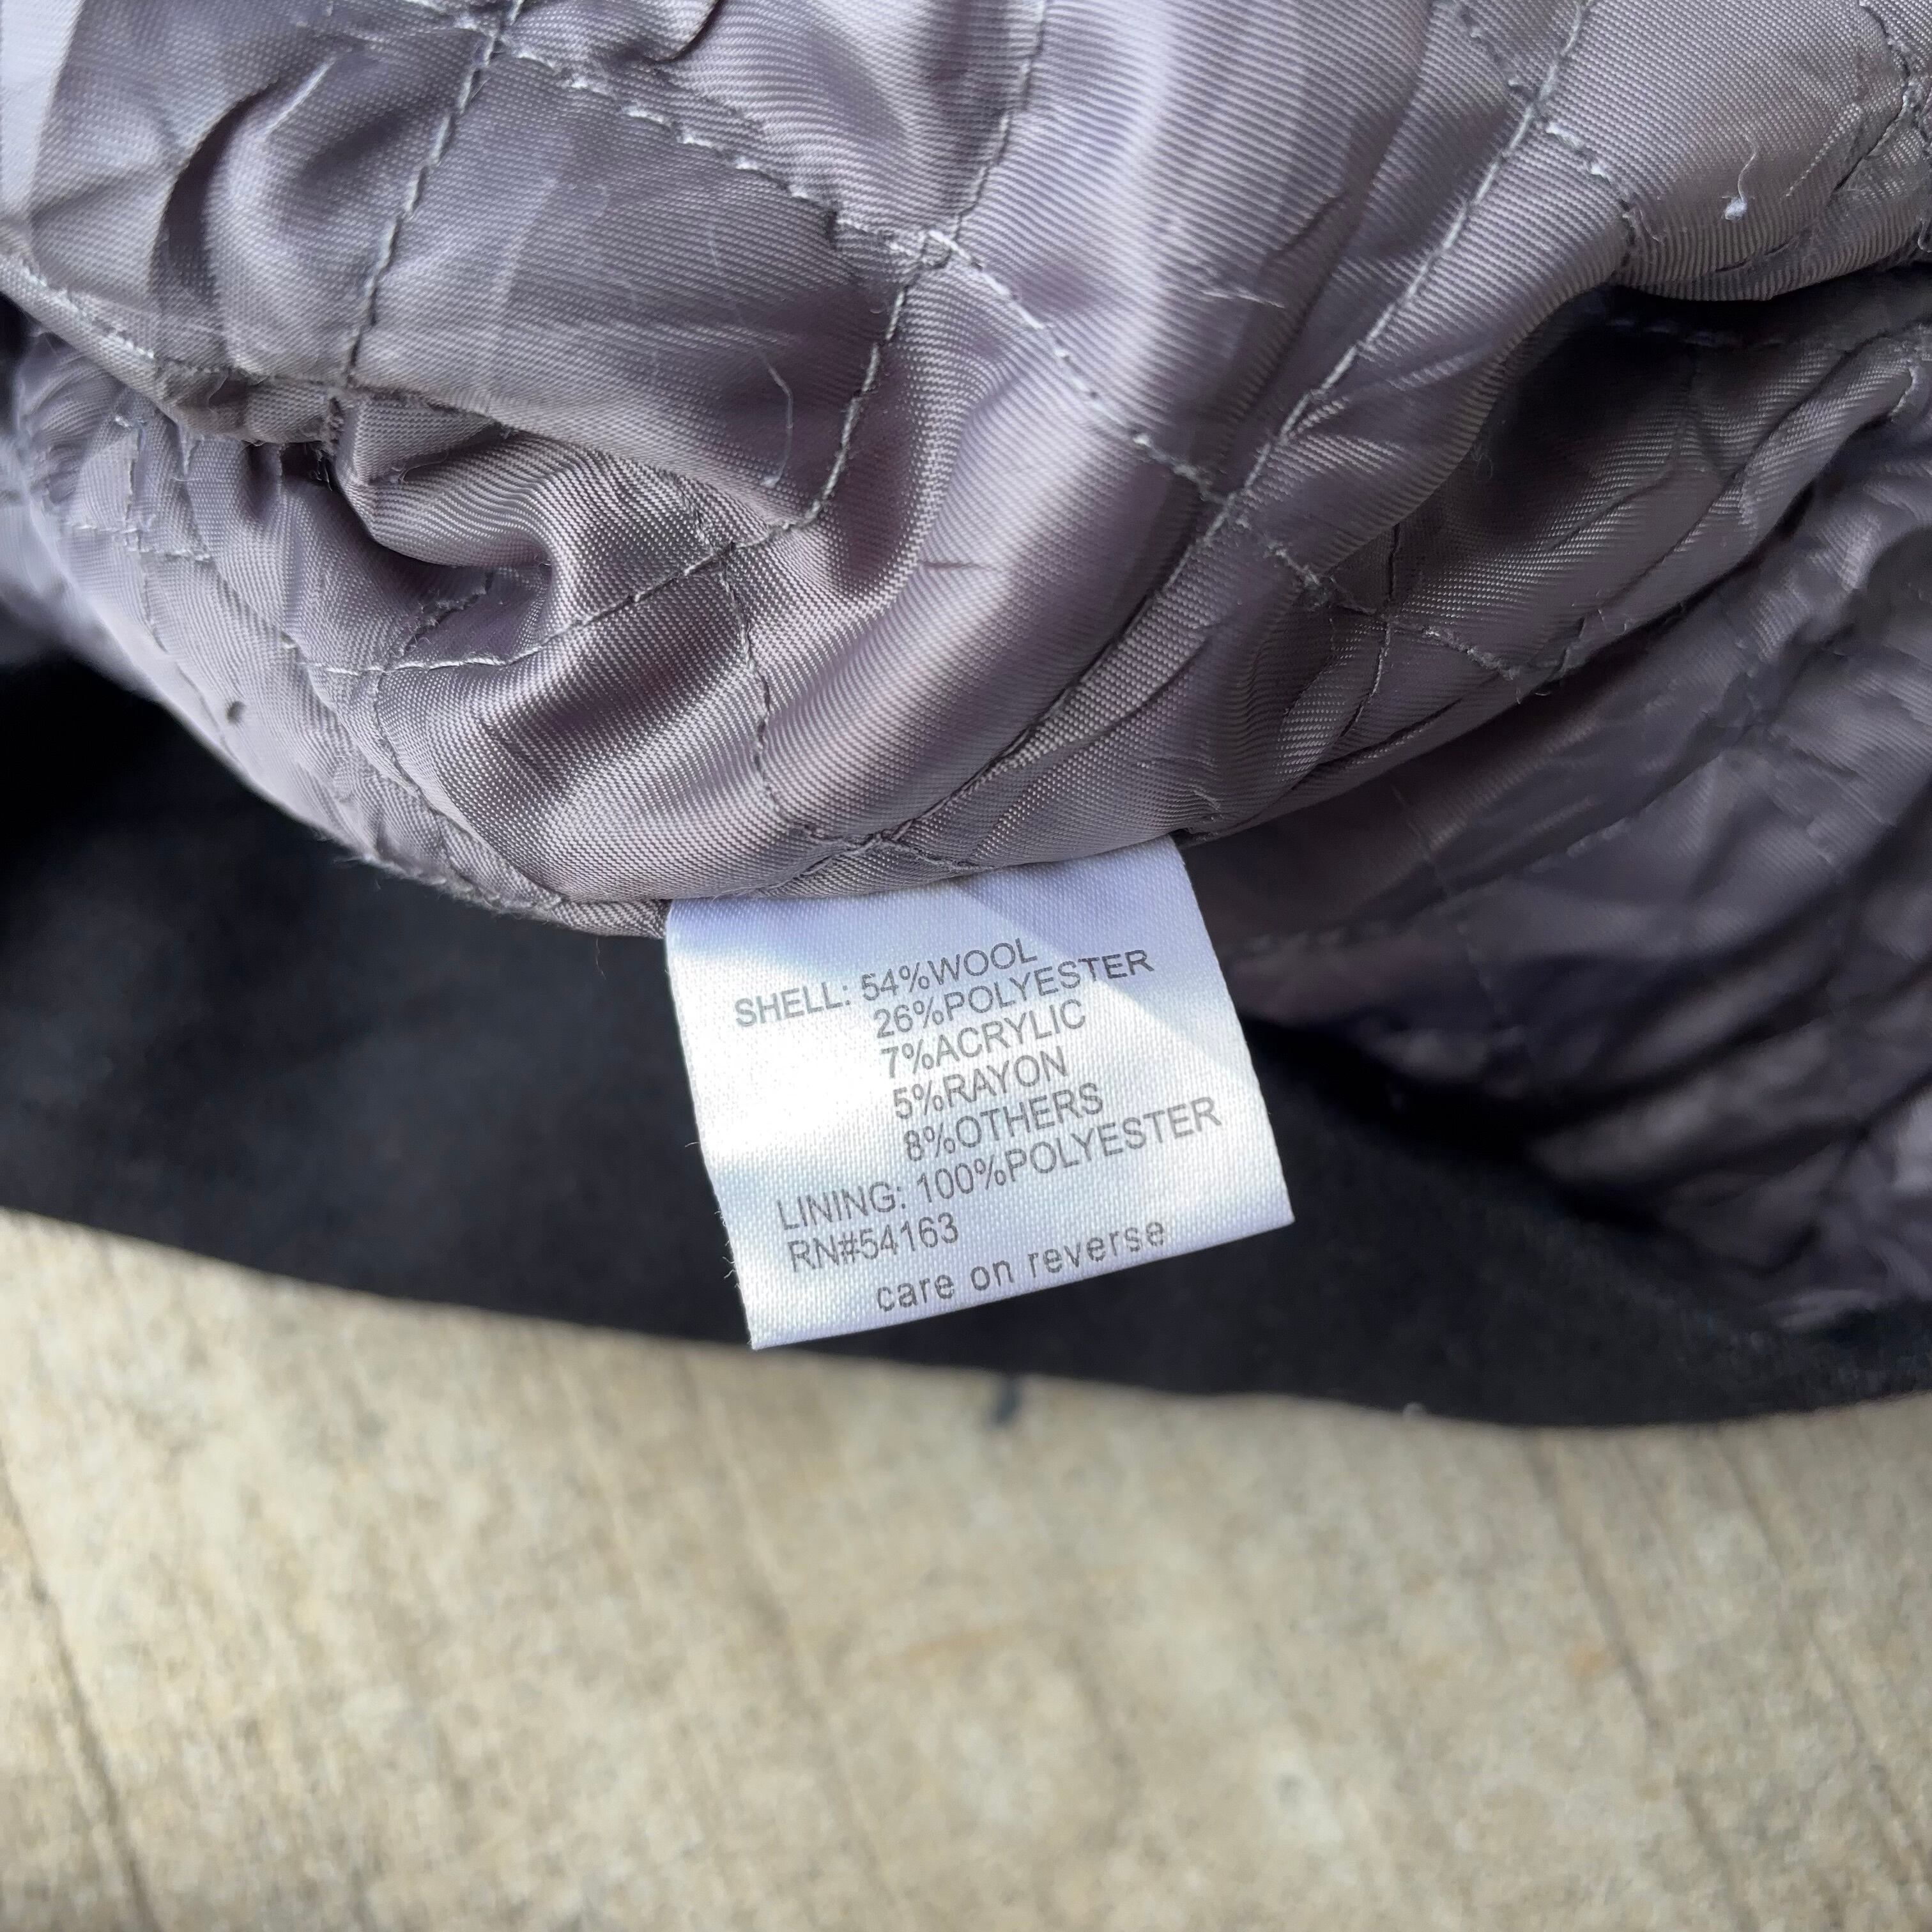 SHELL: 54%WOOL
26%POLYESTER
7%ACRYLIC
5%RAYON
8%OTHERS
LINING: 100%POLYESTER
RN#54163
care on reverse